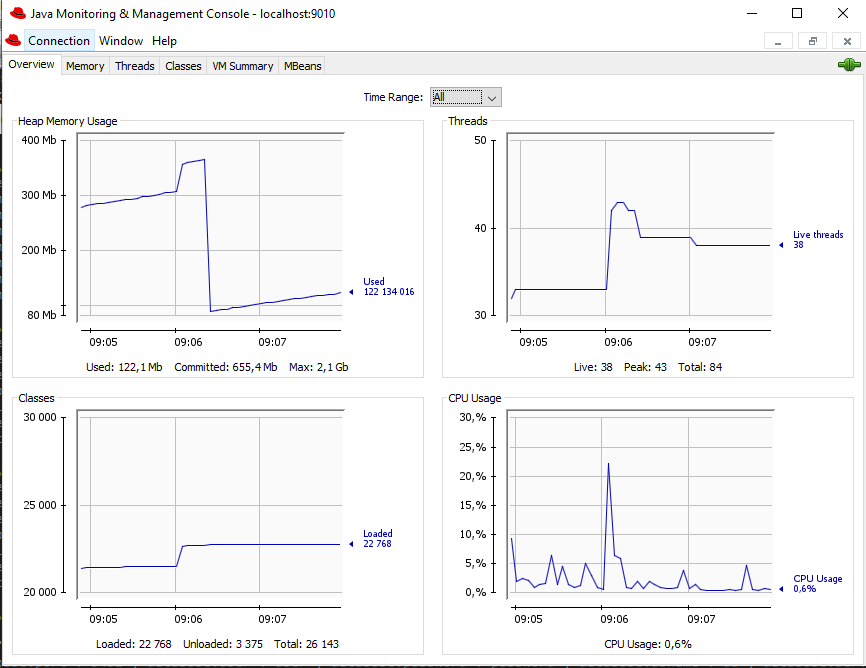 Java Monitoring & Management Console - localhost:9010
Connection Window Help
Overview Memory Threads Classes VM Summary MBeans
Time Range: All
Heap Memory Usage
400 Mb
300 Mb
200 Mb
80 Mb
Used
122 134 016
09:05 09:06 09:07
Used: 122,1 Mb Committed: 655,4 Mb Max: 2,1 Gb
Threads
50
40
30
Live threads
38
09:05 09:06 09:07
Live: 38 Peak: 43 Total: 84
Classes
30 000
25 000
20 000
Loaded
22 768
09:05 09:06 09:07
Loaded: 22 768 Unloaded: 3 375 Total: 26 143
CPU Usage
30,%
25,%
20,%
15,%
10,%
5,%
0,%
CPU Usage
0,6%
09:05 09:06 09:07
CPU Usage: 0,6%